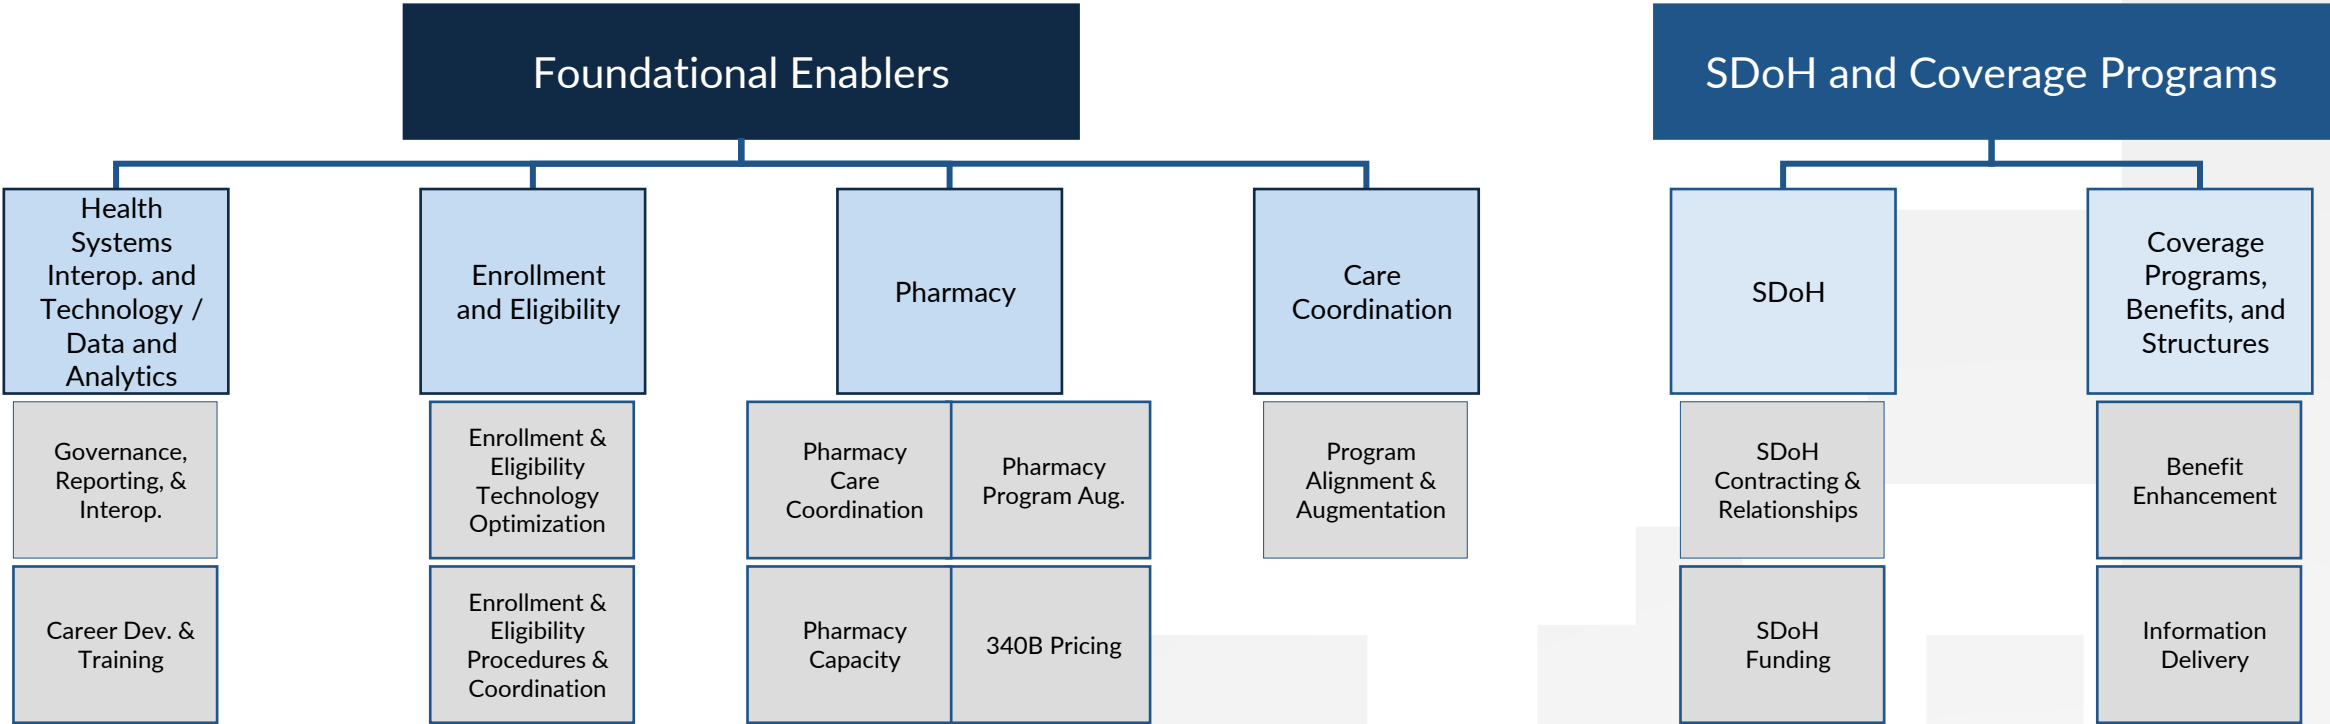 Foundational Enablers
SDoH and Coverage Programs
Health
Systems
Interop. and
Technology /
Data and
Analytics
Enrollment
and Eligibility
Pharmacy
Care
Coordination
SDoH
Coverage
Programs,
Benefits, and
Structures
Governance,
Reporting, &
Interop.
Enrollment &
Eligibility
Technology
Optimization
Pharmacy
Care
Coordination
Pharmacy
Program Aug.
Program
Alignment &
Augmentation
SDoH
Contracting &
Relationships
Benefit
Enhancement
Career Dev. &
Training
Enrollment &
Eligibility
Procedures &
Coordination
Pharmacy
Capacity
340B Pricing
SDoH
Funding
Information
Delivery